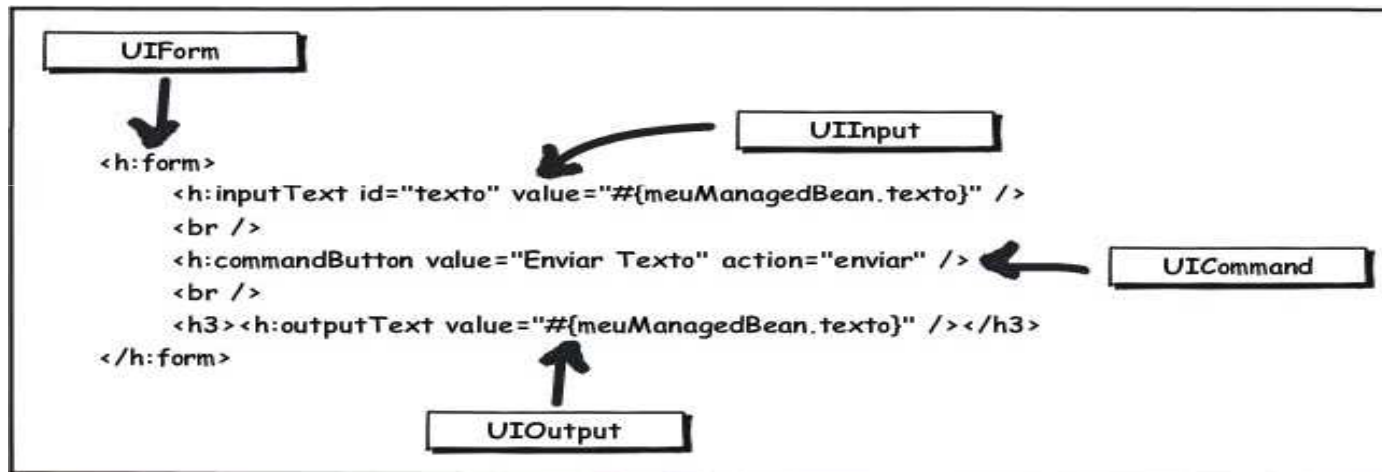 UIForm
UIInput
<h:form>
<h:inputText id="texto" value="#{meuManagedBean.texto}" />
<br />
<h:commandButton value="Enviar Texto" action="enviar" />
UICommand
<br />
<h3><h:outputText value="#{meuManagedBean.texto}" /></h3>
</h:form>
UIOutput